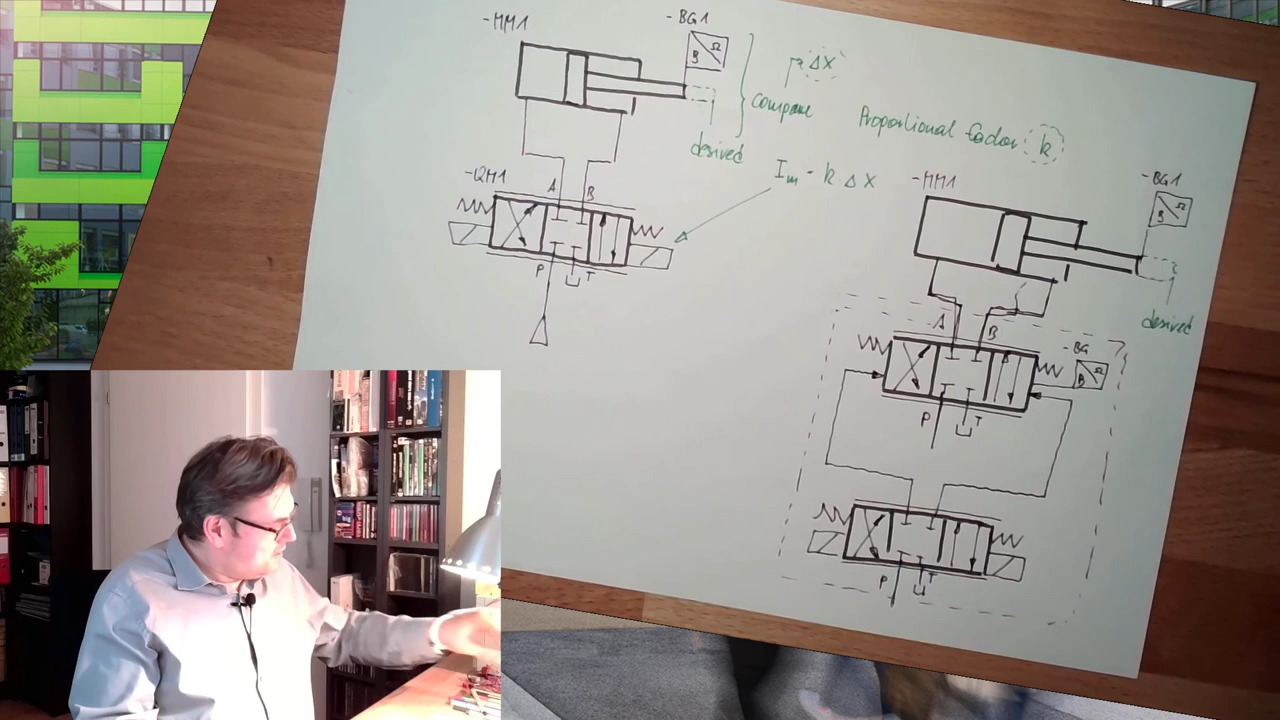 -MM1
-BG1
B Ω
Δx
compare
Proportional factor k
desired
Im = k Δx
-QM1
A B
P T
-MM1
-BG1
B Ω
desired
A B
-BG
B Ω
P T
P T